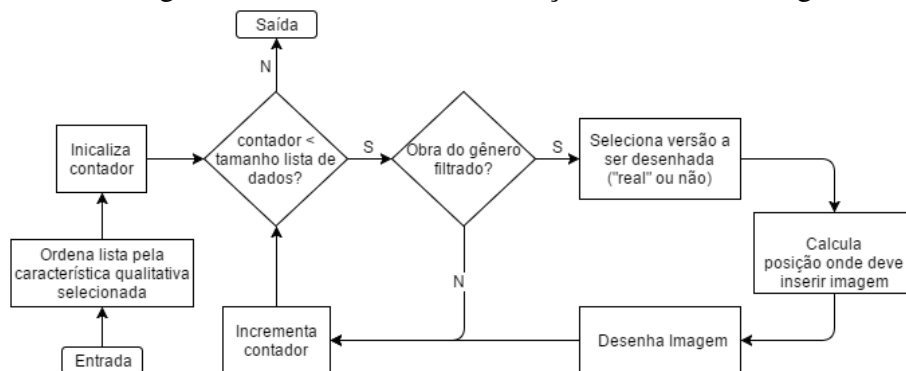 Saída
N
contador <
tamanho lista de
dados?
S
Obra do gênero
filtrado?
S
Seleciona versão a
ser desenhada
("real" ou não)
Inicaliza
contador
Ordena lista pela
característica qualitativa
selecionada
N
Calcula
posição onde deve
inserir imagem
Incrementa
contador
Desenha Imagem
Entrada